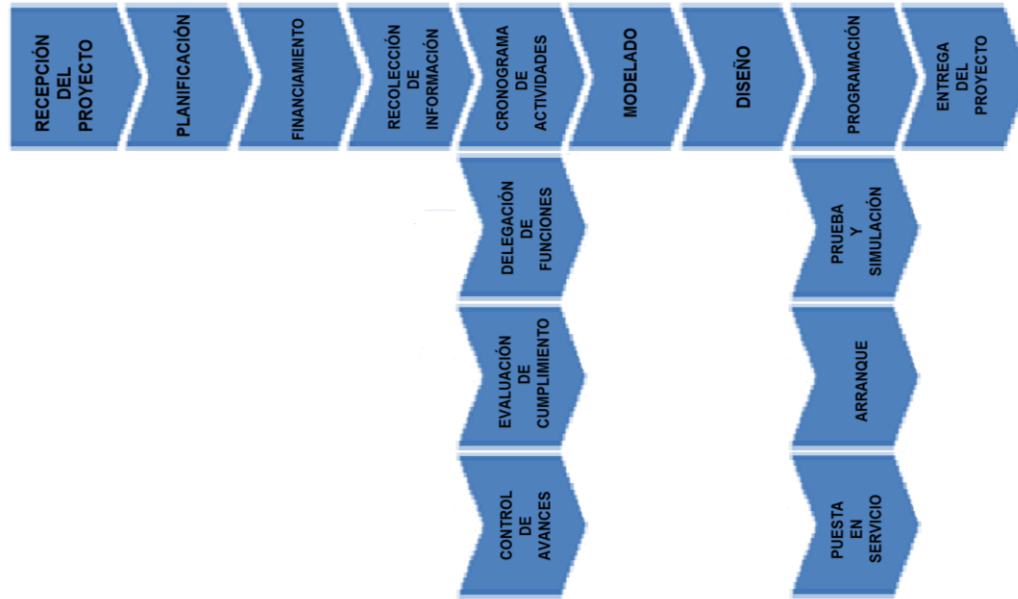 RECEPCIÓN
DEL
PROYECTO
PLANIFICACIÓN
FINANCIAMIENTO
RECOLECCIÓN
DE
INFORMACIÓN
CRONOGRAMA
DE
ACTIVIDADES
MODELADO
DISEÑO
PROGRAMACIÓN
ENTREGA
DEL
PROYECTO
DELEGACIÓN
DE
FUNCIONES
EVALUACIÓN
DE
CUMPLIMIENTO
CONTROL
DE
AVANCES
PRUEBA
Y
SIMULACIÓN
ARRANQUE
PUESTA
EN
SERVICIO